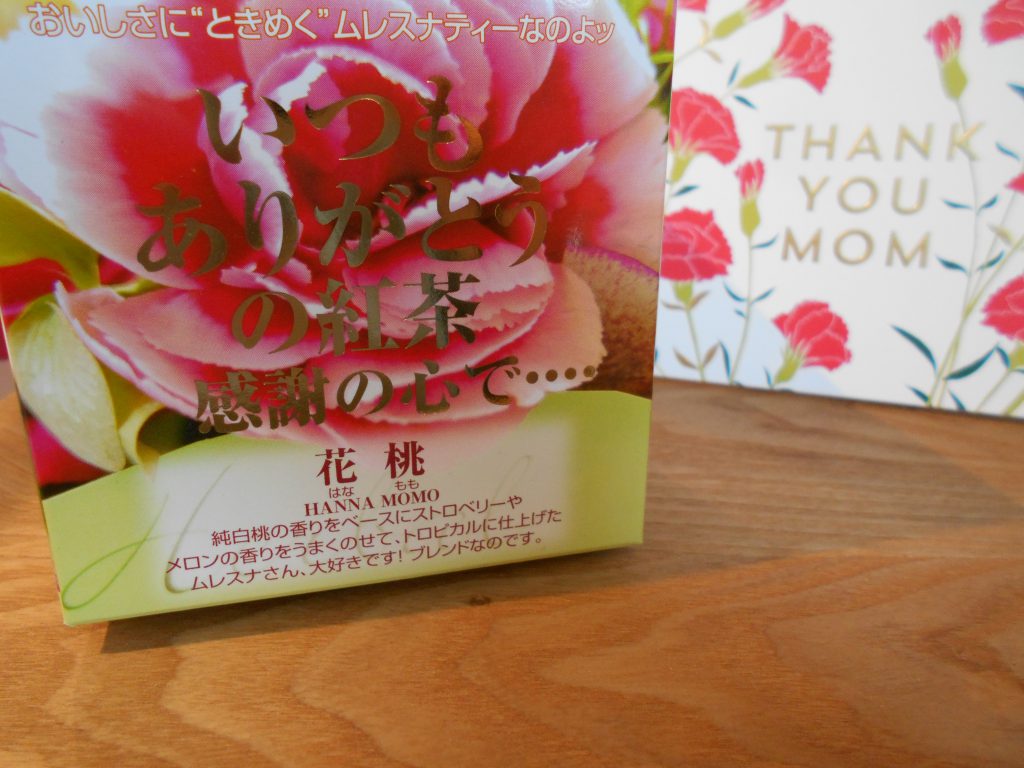 おいしさに"ときめく"ムレスナティーなのよッ
いつも
ありがとう
の紅茶
感謝の心で‥‥
花桃
はな もも
HANNA MOMO
純白桃の香りをベースにストロベリーや
メロンの香りをうまくのせて、トロピカルに仕上げた
ムレスナさん、大好きです! ブレンドなのです。
THANK
YOU
MOM